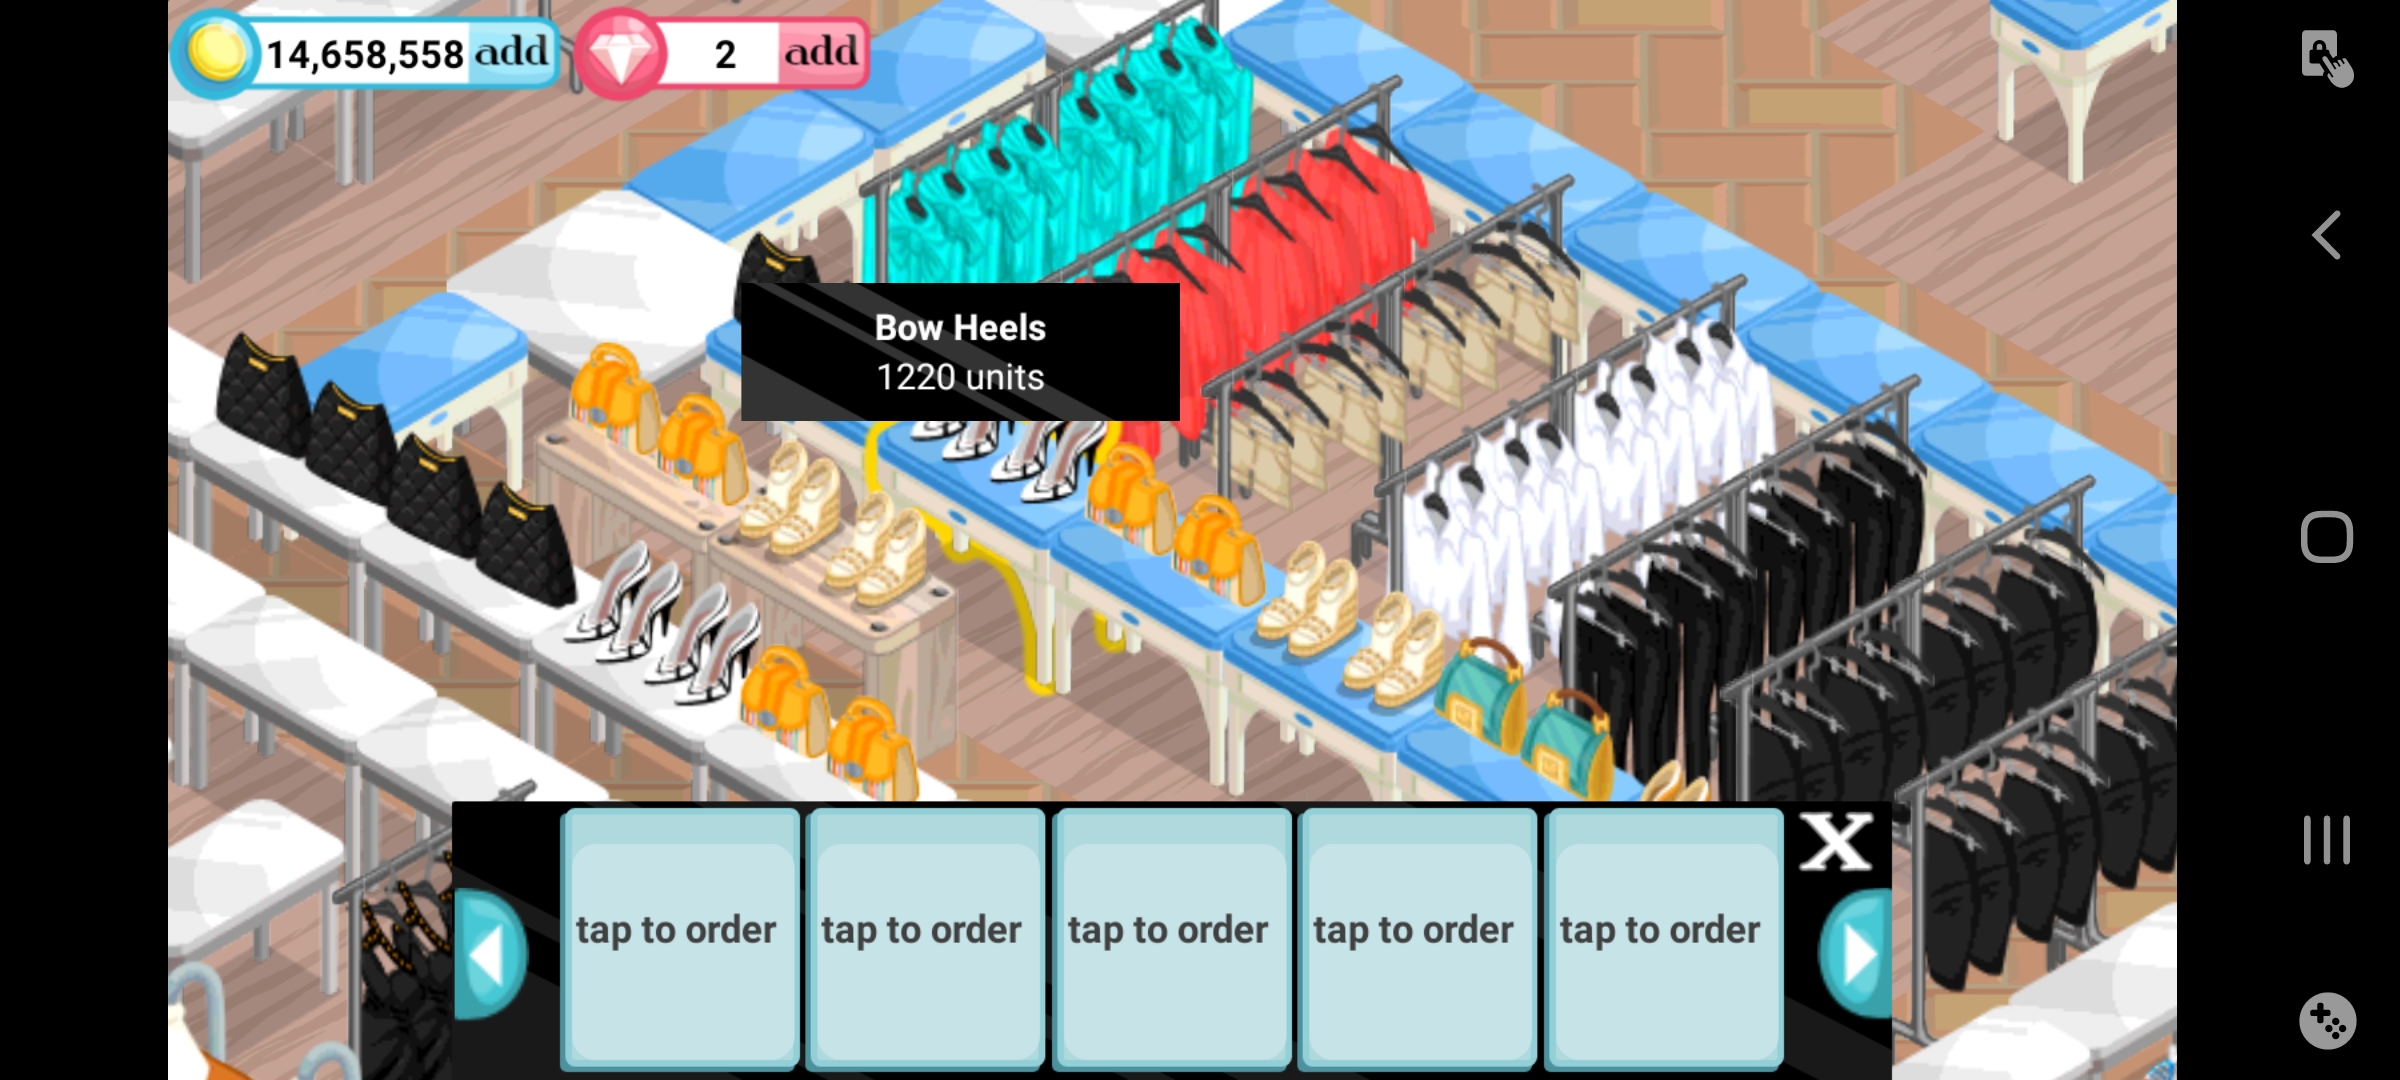 14,658,558 add 2 add
Bow Heels
1220 units
X
tap to order tap to order tap to order tap to order tap to order